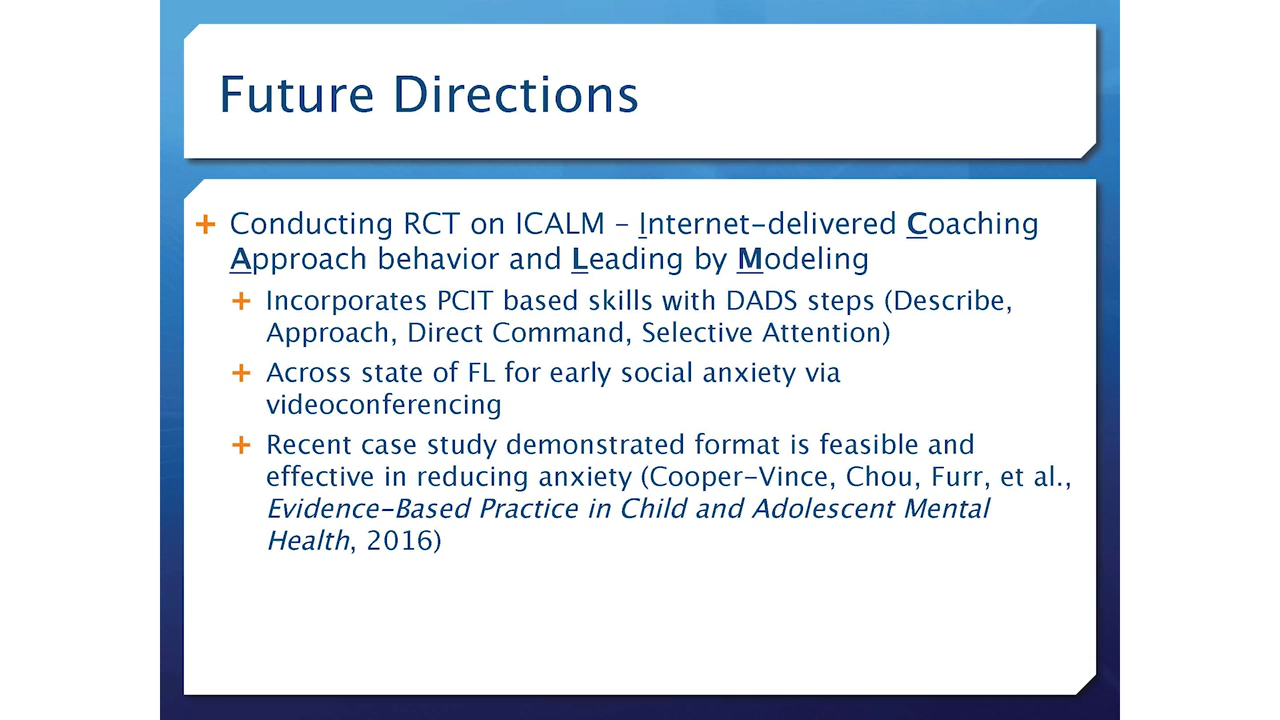 Future Directions
Conducting RCT on ICALM – Internet-delivered Coaching
Approach behavior and Leading by Modeling
Incorporates PCIT based skills with DADS steps (Describe,
Approach, Direct Command, Selective Attention)
Across state of FL for early social anxiety via
videoconferencing
Recent case study demonstrated format is feasible and
effective in reducing anxiety (Cooper-Vince, Chou, Furr, et al.,
Evidence-Based Practice in Child and Adolescent Mental
Health, 2016)